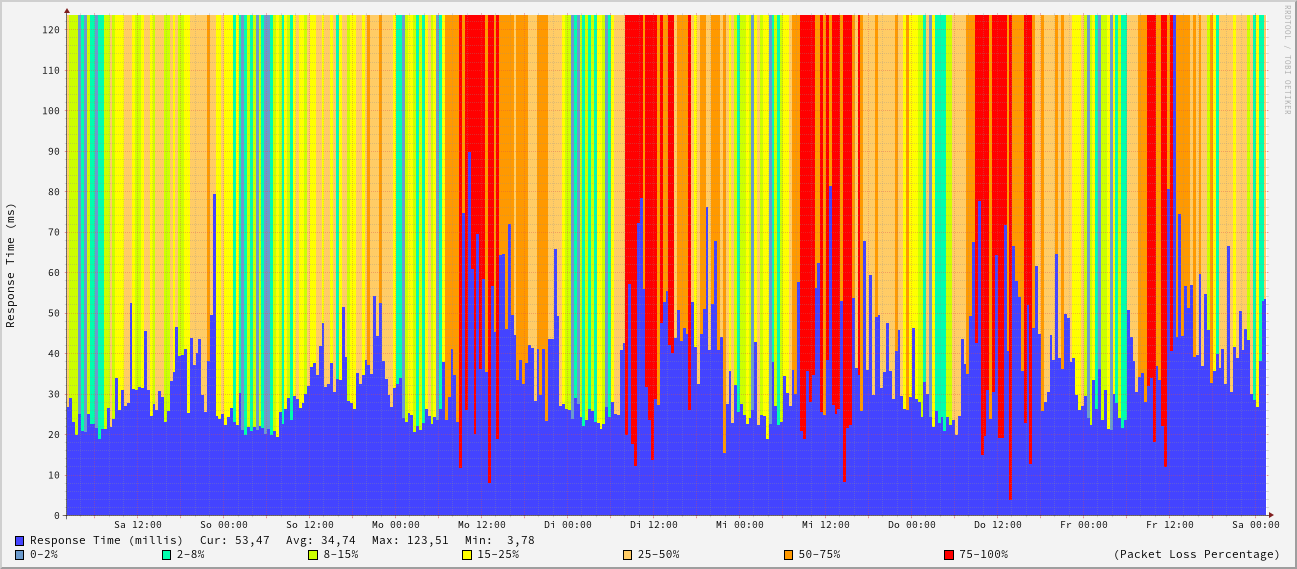 RRDTOOL / TOBI OETIKER
Response Time (ms)
120
110
100
90
80
70
60
50
40
30
20
10
0
Sa 12:00 So 00:00 So 12:00 Mo 00:00 Mo 12:00 Di 00:00 Di 12:00 Mi 00:00 Mi 12:00 Do 00:00 Do 12:00 Fr 00:00 Fr 12:00 Sa 00:00
Response Time (millis) Cur: 53,47 Avg: 34,74 Max: 123,51 Min: 3,78
0-2% 2-8% 8-15% 15-25% 25-50% 50-75% 75-100% (Packet Loss Percentage)